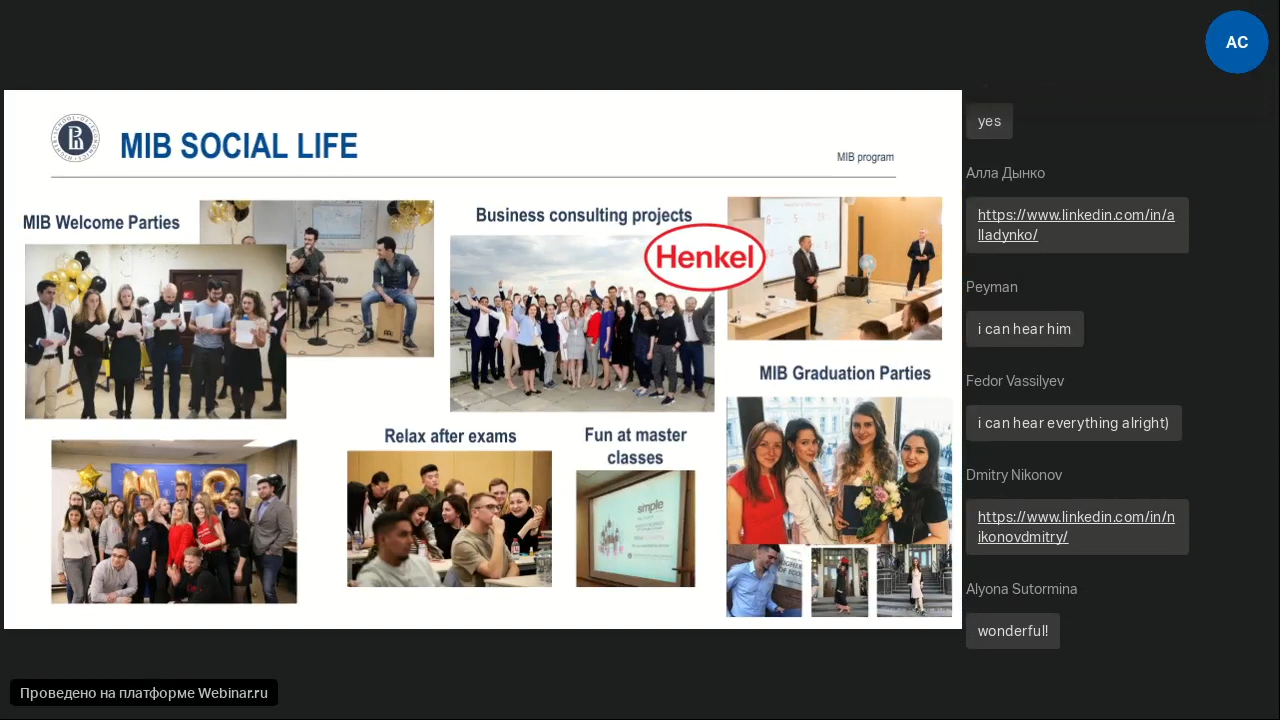 AC
MIB SOCIAL LIFE
MIB program
MIB Welcome Parties
Business consulting projects
Henkel
MIB Graduation Parties
Relax after exams
Fun at master
classes
simple
MIB
yes
Алла Дынко
https://www.linkedin.com/in/a
lladynko/
Peyman
i can hear him
Fedor Vassilyev
i can hear everything alright)
Dmitry Nikonov
https://www.linkedin.com/in/n
ikonovdmitry/
Alyona Sutormina
wonderful!
Проведено на платформе Webinar.ru